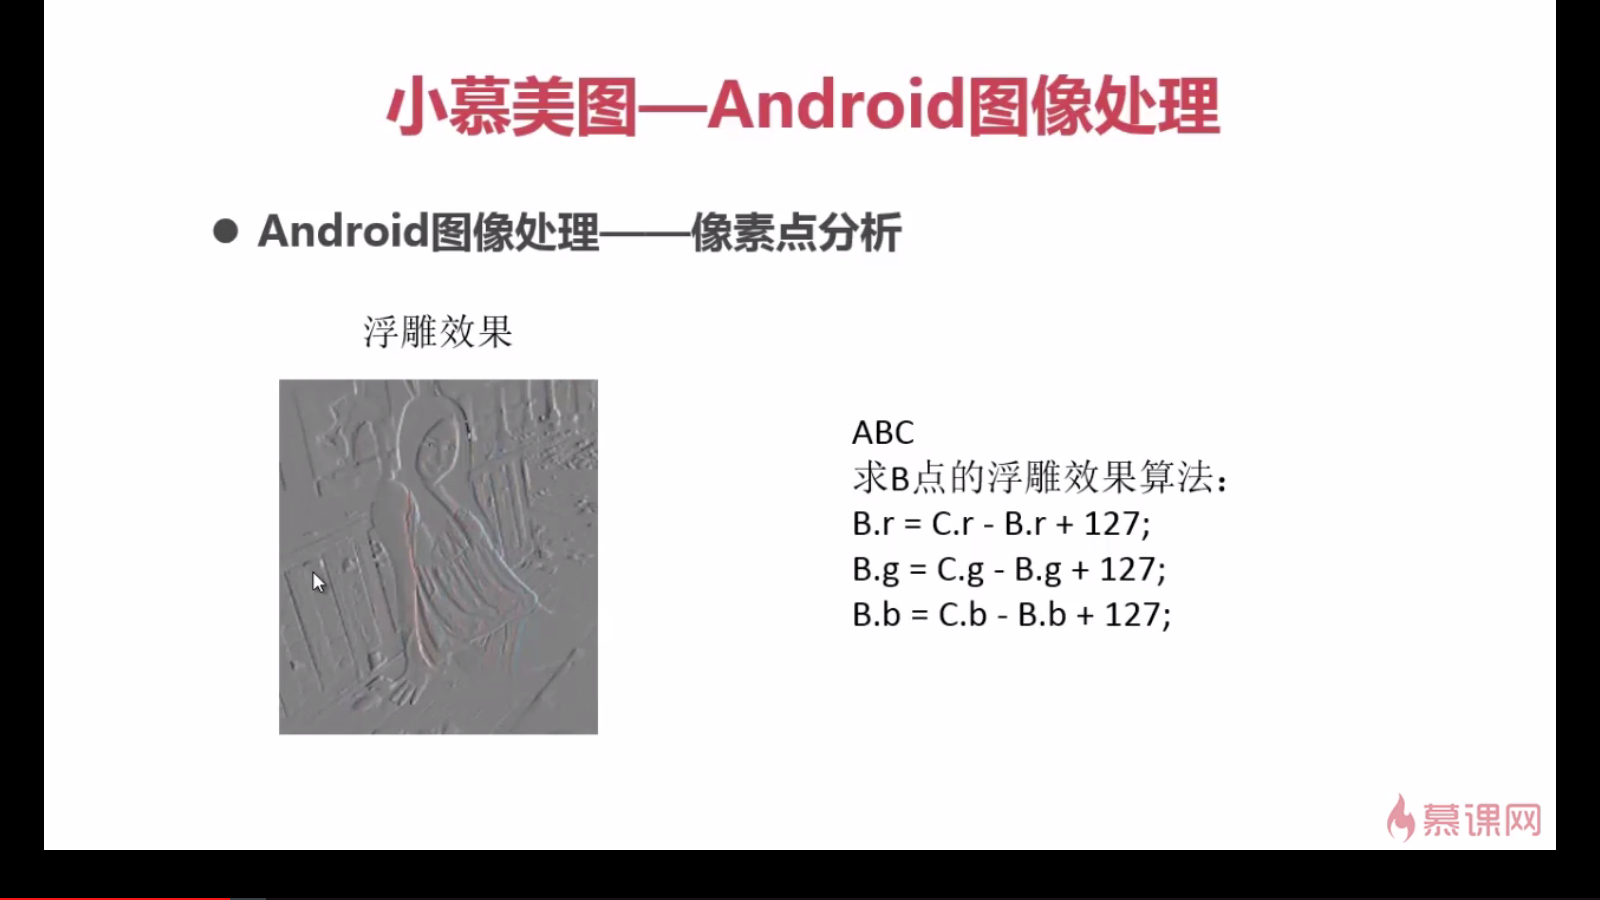 小慕美图—Android图像处理
● Android图像处理——像素点分析
浮雕效果
ABC
求B点的浮雕效果算法：
B.r = C.r - B.r + 127;
B.g = C.g - B.g + 127;
B.b = C.b - B.b + 127;
慕课网